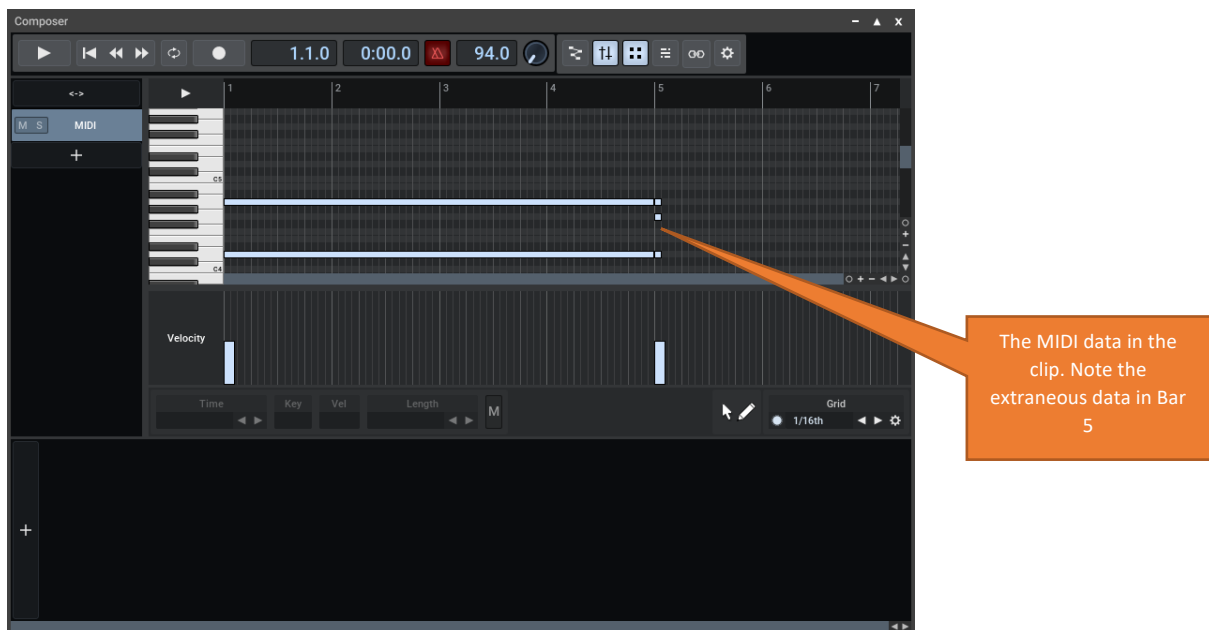 Composer
1.1.0 0:00.0 94.0
<->
1 2 3 4 5 6 7
M S MIDI
C5
C4
Velocity
Time Key Vel Length M Grid
1/16th
The MIDI data in the
clip. Note the
extraneous data in Bar
5